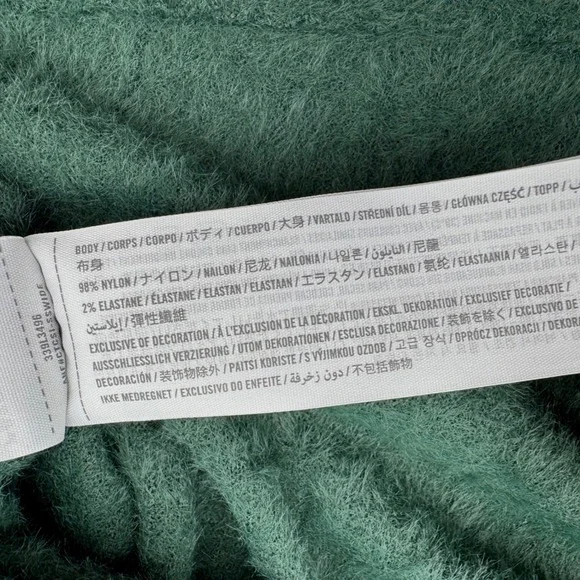 BODY / CORPS / CORPO / ボディ / CUERPO / 大身 / VARTALO / STŘEDNÍ DÍL / 몸통 / GŁÓWNA CZĘŚĆ / TOPP /
布身
98% NYLON / ナイロン / NAILON / 尼龙 / NAILONIA / 나일론 / النايلون / 尼龍
2% ELASTANE / ÉLASTANE / ELASTAN / ELASTAAN / エラスタン / ELASTANO / 氨纶 / ELASTAANIA / 엘라스탄 /
إيلاستين / 彈性纖維
EXCLUSIVE OF DECORATION / À L'EXCLUSION DE LA DÉCORATION / EKSKL. DEKORATION / EXCLUSIEF DECORATIE /
AUSSCHLIESSLICH VERZIERUNG / UTOM DEKORATIONEN / ESCLUSA DECORAZIONE / 装飾を除く /
DECORACIÓN / 装饰物除外 / PAITSI KORISTE / S VÝJIMKOU OZDOB / 고급 장식 / OPRÓCZ DEKORACJI / DEKORATION
IKKE MEDREGNET / EXCLUSIVO DO ENFEITE / دون زخرفة / 不包括飾物
339L3496